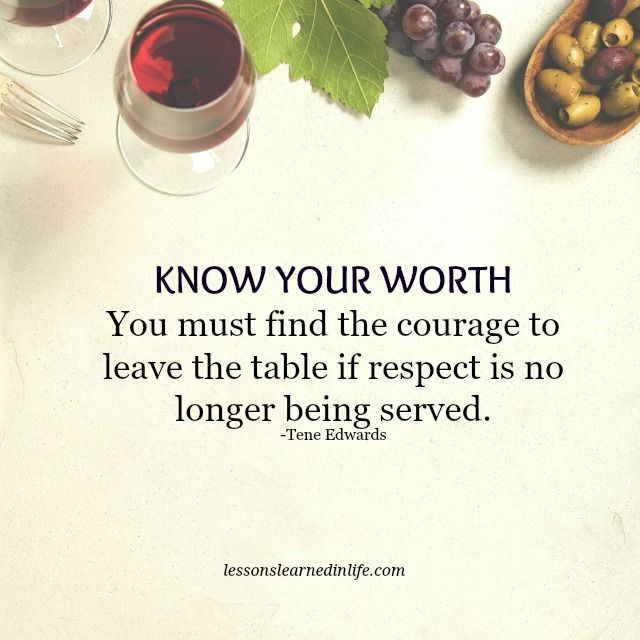 KNOW YOUR WORTH
You must find the courage to
leave the table if respect is no
longer being served.
-Tene Edwards
lessonslearnedinlife.com